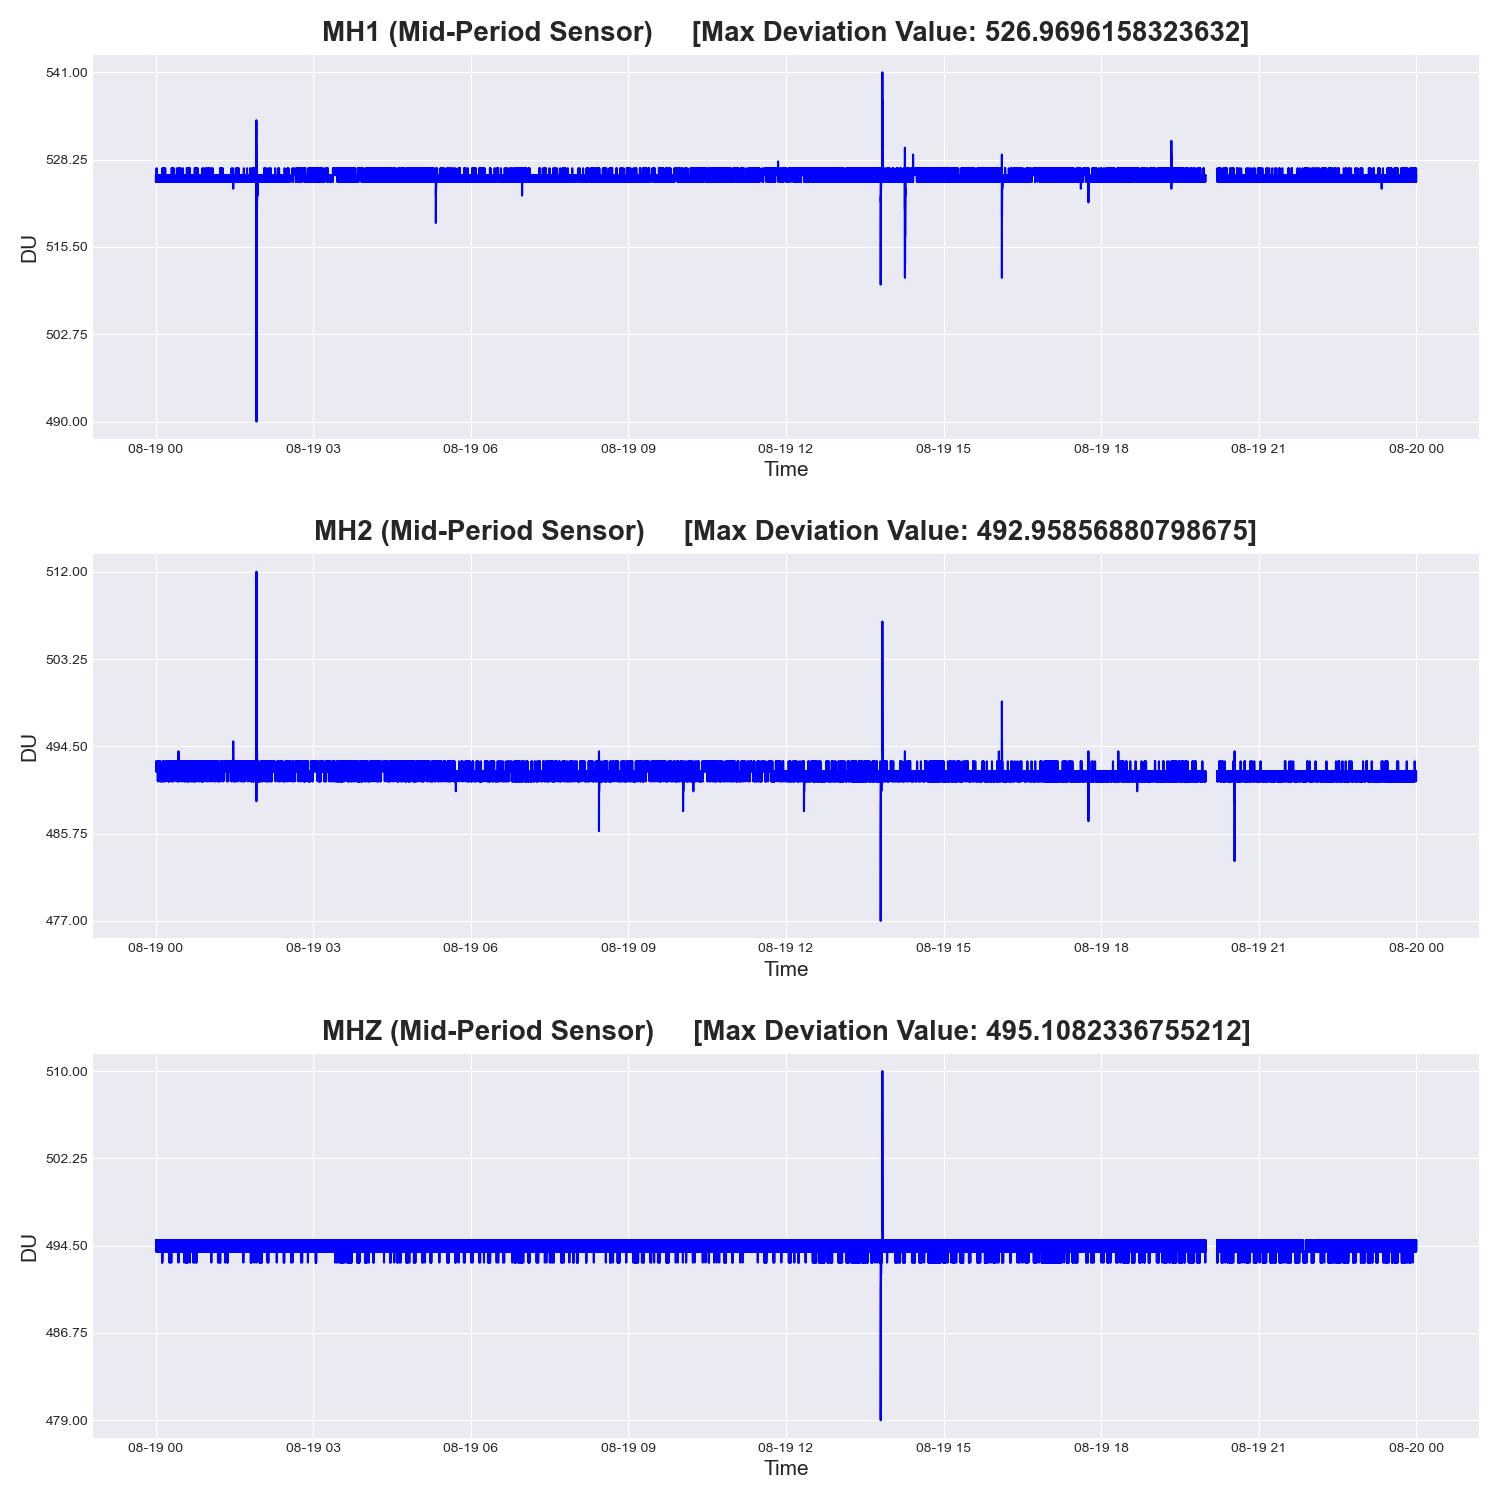 MH1 (Mid-Period Sensor) [Max Deviation Value: 526.9696158323632]
541.00
528.25
515.50
502.75
490.00
DU
08-19 00 08-19 03 08-19 06 08-19 09 08-19 12 08-19 15 08-19 18 08-19 21 08-20 00
Time
MH2 (Mid-Period Sensor) [Max Deviation Value: 492.95856880798675]
512.00
503.25
494.50
485.75
477.00
DU
08-19 00 08-19 03 08-19 06 08-19 09 08-19 12 08-19 15 08-19 18 08-19 21 08-20 00
Time
MHZ (Mid-Period Sensor) [Max Deviation Value: 495.1082336755212]
510.00
502.25
494.50
486.75
479.00
DU
08-19 00 08-19 03 08-19 06 08-19 09 08-19 12 08-19 15 08-19 18 08-19 21 08-20 00
Time